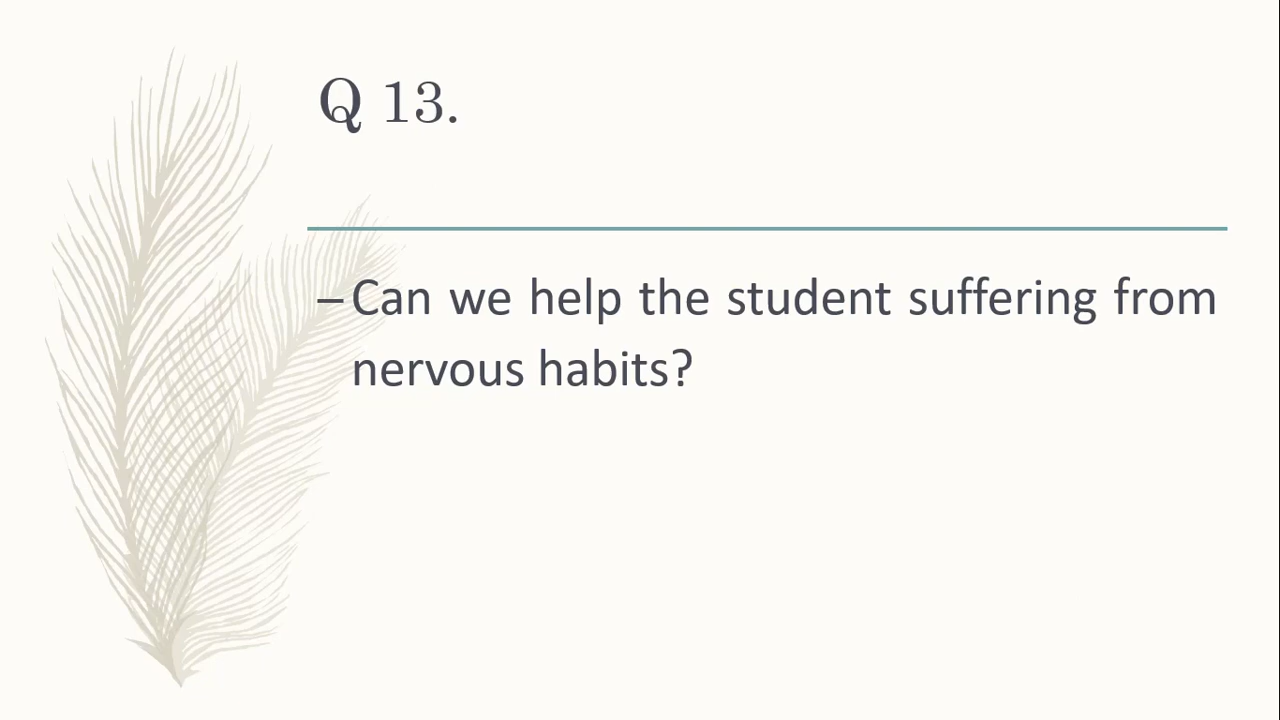 Q 13.
– Can we help the student suffering from
nervous habits?